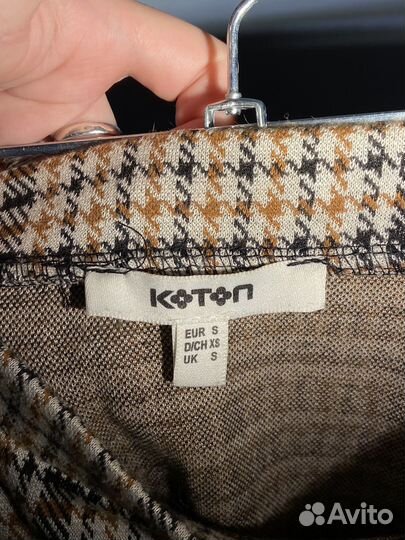 KOTON
EUR S
D/CH XS
UK S
Avito